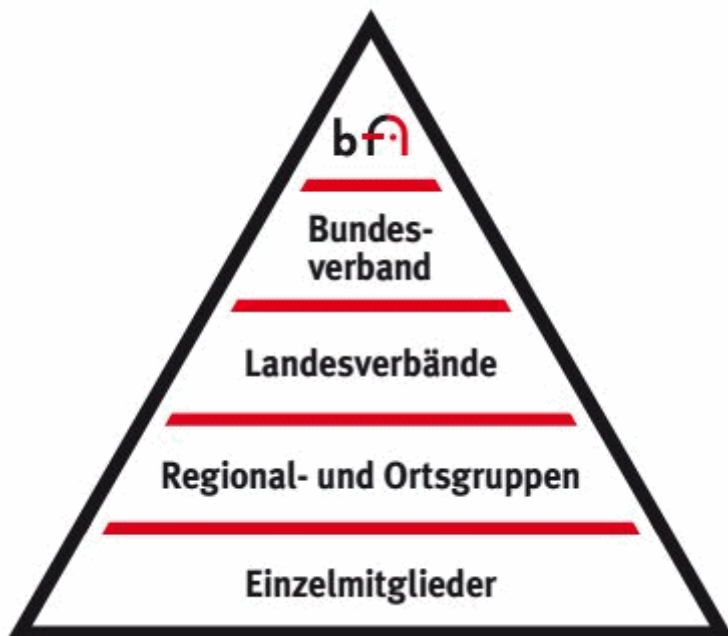 bfA
Bundes-
verband
Landesverbände
Regional- und Ortsgruppen
Einzelmitglieder